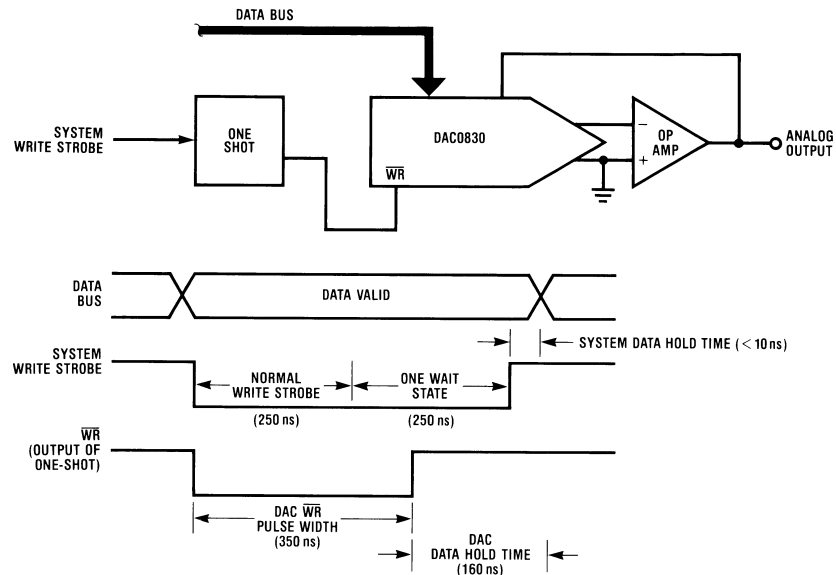 DATA BUS
SYSTEM
WRITE STROBE
ONE
SHOT
DAC0830
WR
−
+
OP
AMP
ANALOG
OUTPUT
DATA
BUS
DATA VALID
SYSTEM DATA HOLD TIME (<10 ns)
SYSTEM
WRITE STROBE
NORMAL
WRITE STROBE
(250 ns)
ONE WAIT
STATE
(250 ns)
WR
(OUTPUT OF
ONE-SHOT)
DAC WR
PULSE WIDTH
(350 ns)
DAC
DATA HOLD TIME
(160 ns)